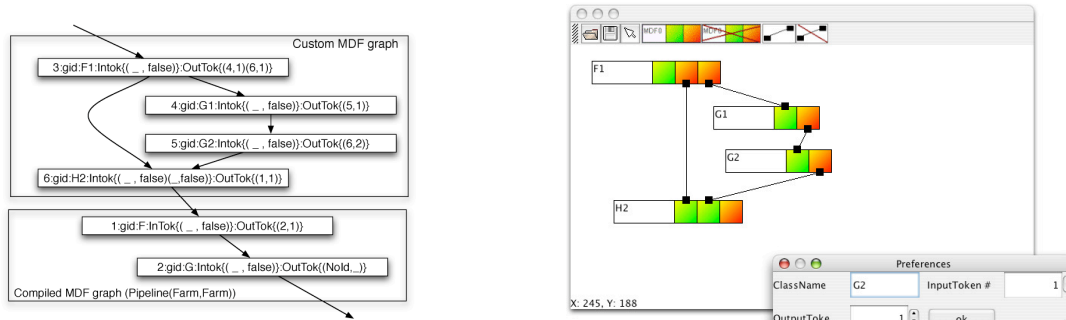 Custom MDF graph
3:gid:F1:Intok{( _ , false)}:OutTok{(4,1)(6,1)}
4:gid:G1:Intok{( _ , false)}:OutTok{(5,1)}
5:gid:G2:Intok{( _ , false)}:OutTok{(6,2)}
6:gid:H2:Intok{( _ , false)(_,false)}:OutTok{(1,1)}
1:gid:F:InTok{( _ , false)}:OutTok{(2,1)}
2:gid:G:Intok{( _ , false)}:OutTok{(NoId,_)}
Compiled MDF graph (Pipeline(Farm,Farm))
MDF0 MDF0
F1
G1
G2
H2
X: 245, Y: 188
Preferences
ClassName G2 InputToken # 1
OutputToke 1 ok